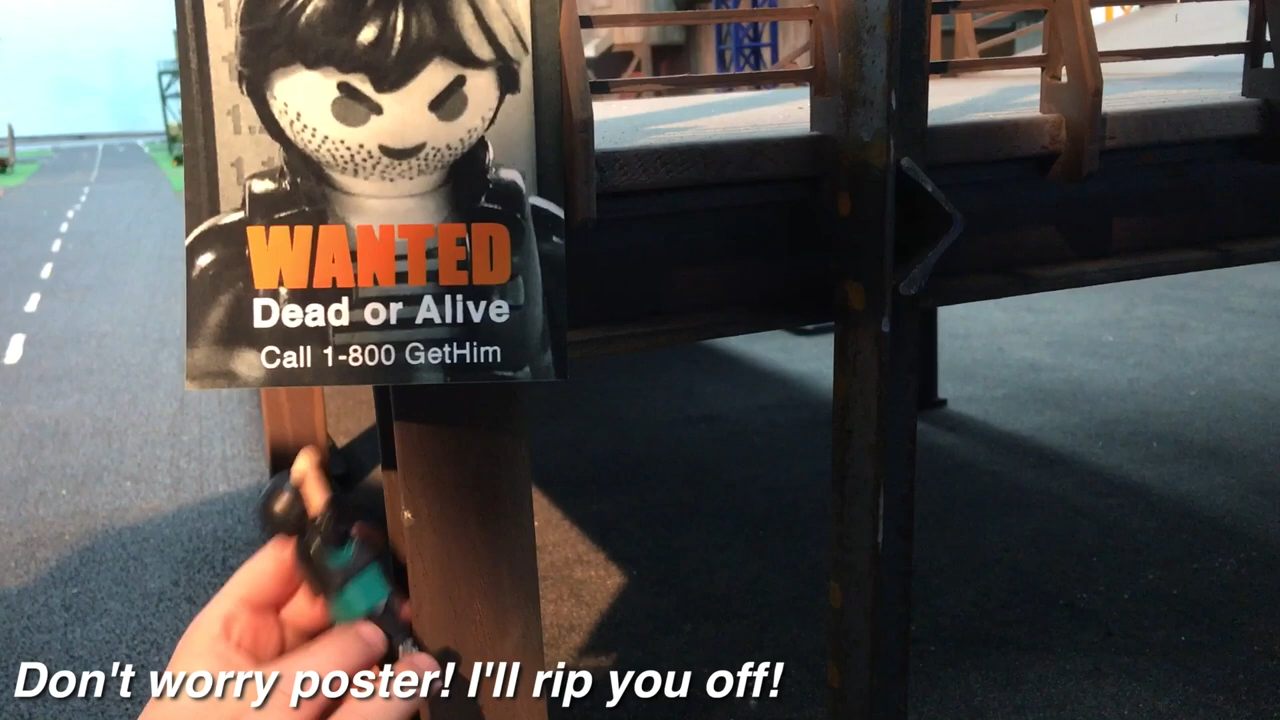 WANTED
Dead or Alive
Call 1-800 GetHim
Don't worry poster! I'll rip you off!